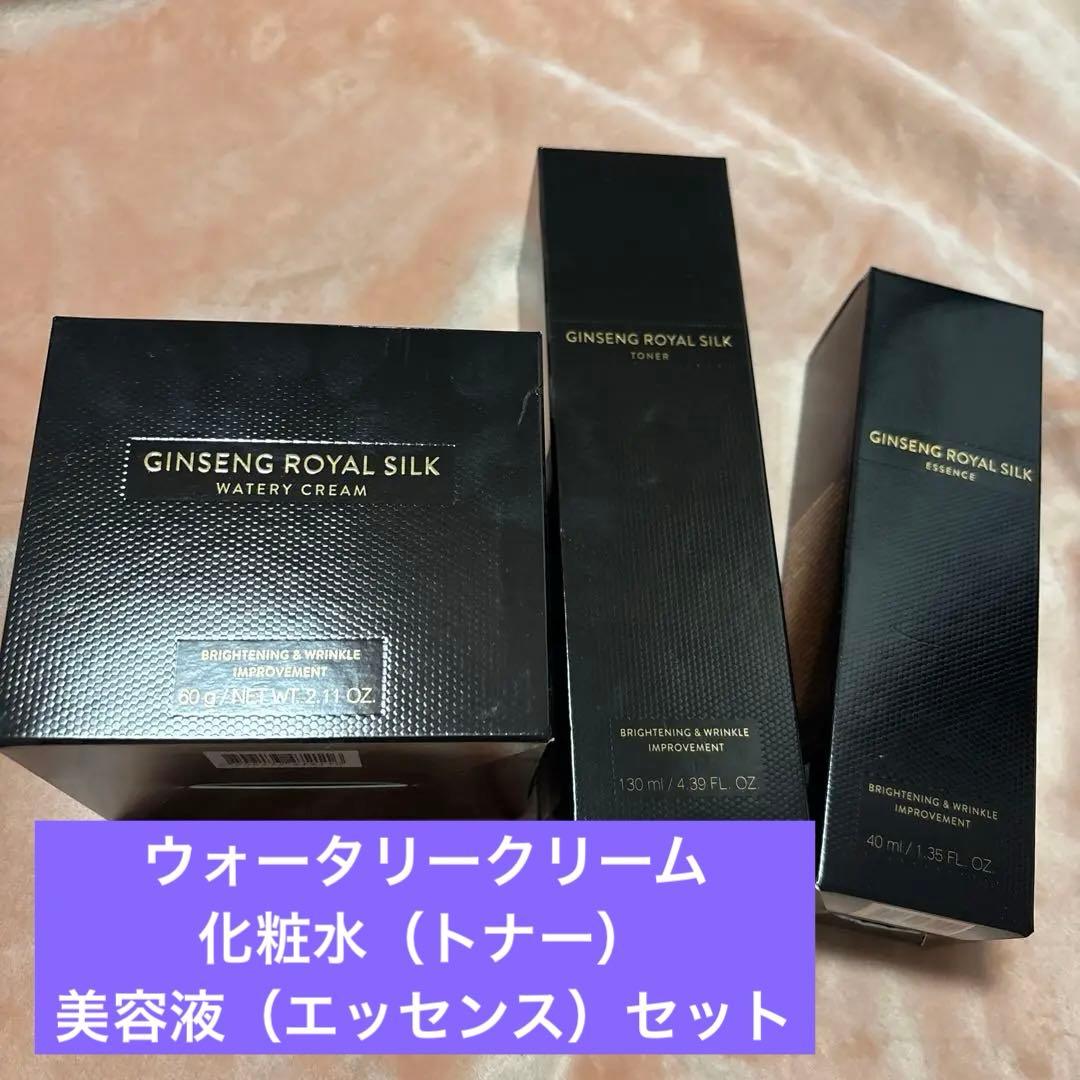 GINSENG ROYAL SILK
WATERY CREAM
BRIGHTENING & WRINKLE
IMPROVEMENT
60 g / NET WT. 2.11 OZ.
GINSENG ROYAL SILK
TONER
BRIGHTENING & WRINKLE
IMPROVEMENT
130 ml / 4.39 FL. OZ.
GINSENG ROYAL SILK
ESSENCE
BRIGHTENING & WRINKLE
IMPROVEMENT
40 ml / 1.35 FL. OZ.
ウォータリークリーム
化粧水（トナー）
美容液（エッセンス）セット